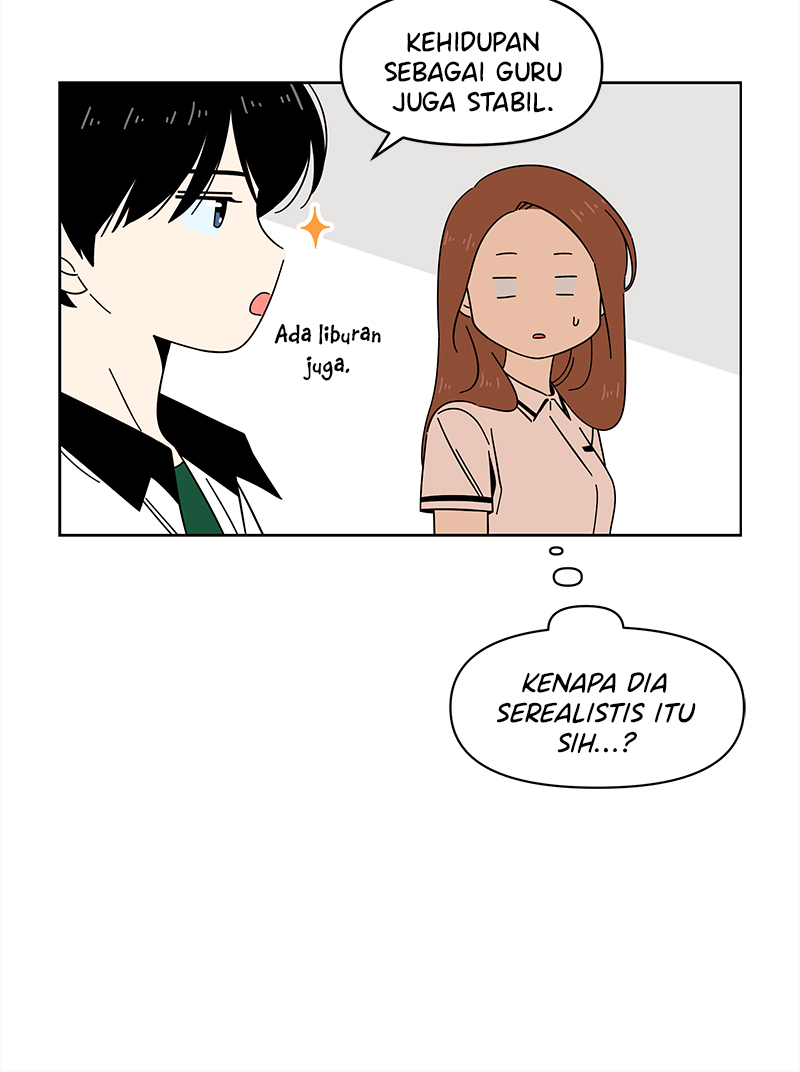 KEHIDUPAN
SEBAGAI GURU
JUGA STABIL.
Ada liburan
juga.
KENAPA DIA
SEREALISTIS ITU
SIH...?